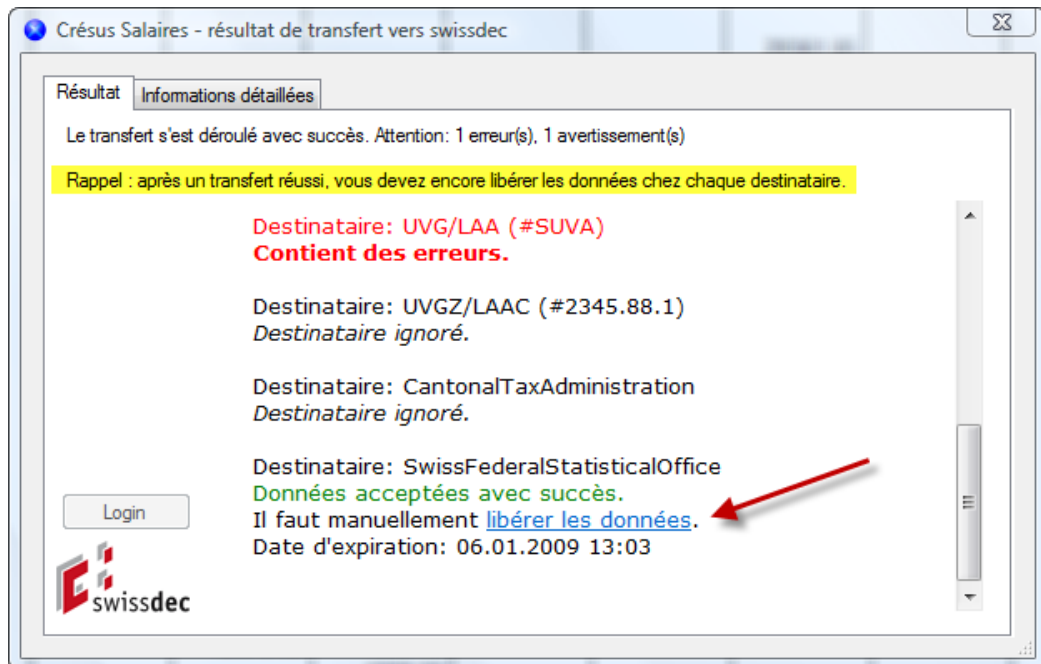 Crésus Salaires - résultat de transfert vers swissdec
Résultat Informations détaillées
Le transfert s'est déroulé avec succès. Attention: 1 erreur(s), 1 avertissement(s)
Rappel : après un transfert réussi, vous devez encore libérer les données chez chaque destinataire.
Destinataire: UVG/LAA (#SUVA)
Contient des erreurs.
Destinataire: UVGZ/LAAC (#2345.88.1)
Destinataire ignoré.
Destinataire: CantonalTaxAdministration
Destinataire ignoré.
Destinataire: SwissFederalStatisticalOffice
Données acceptées avec succès.
Il faut manuellement libérer les données.
Date d'expiration: 06.01.2009 13:03
Login
swissdec